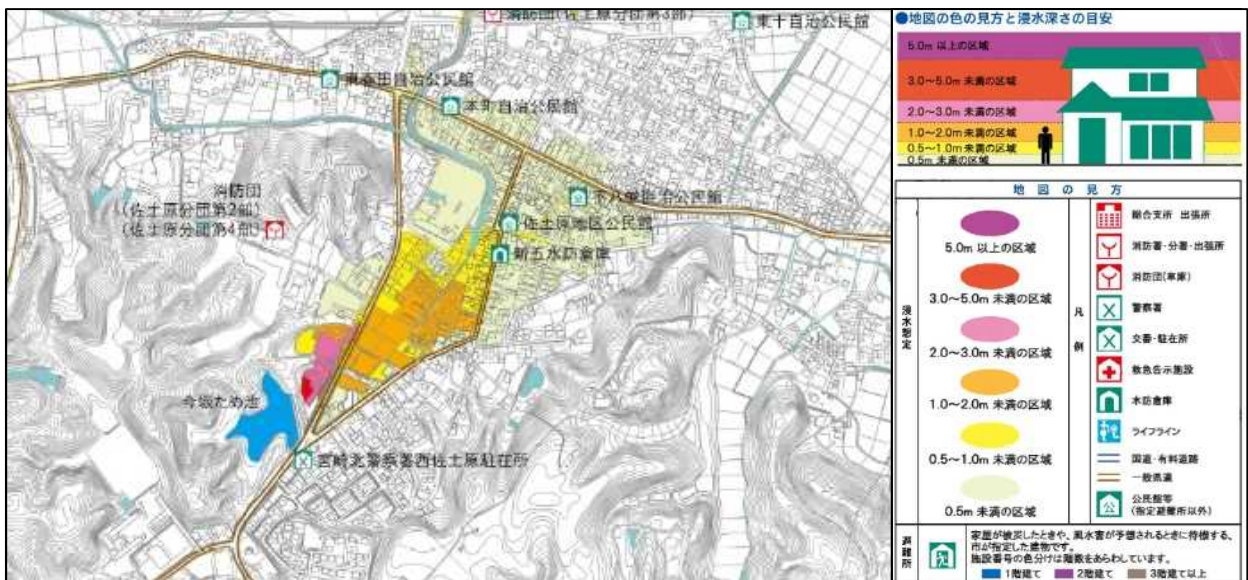 消防団(佐土原分団第3部)
東十自治公民館
東春田自治公民館
本町自治公民館
消防団
(佐土原分団第2部)
(佐土原分団第4部)
自治公民館
佐土原地区公民館
新五水防倉庫
今坂ため池
宮崎北警察署西佐土原駐在所
●地図の色の見方と浸水深さの目安
5.0m 以上の区域
3.0〜5.0m 未満の区域
2.0〜3.0m 未満の区域
1.0〜2.0m 未満の区域
0.5〜1.0m 未満の区域
0.5m 未満の区域
地図の見方
浸水想定
5.0m 以上の区域
3.0〜5.0m 未満の区域
2.0〜3.0m 未満の区域
1.0〜2.0m 未満の区域
0.5〜1.0m 未満の区域
0.5m 未満の区域
凡例
総合支所 出張所
消防署・分署・出張所
消防団(車庫)
警察署
交番・駐在所
救急告示施設
水防倉庫
ライフライン
国道・有料道路
一般県道
公
公民館等
(指定避難所以外)
避難所
家屋が被災したときや、風水害が予想されるときに待機する、
市が指定した建物です。
施設番号の色分けは階数をあらわしています。
1階建て 2階建て 3階建て以上